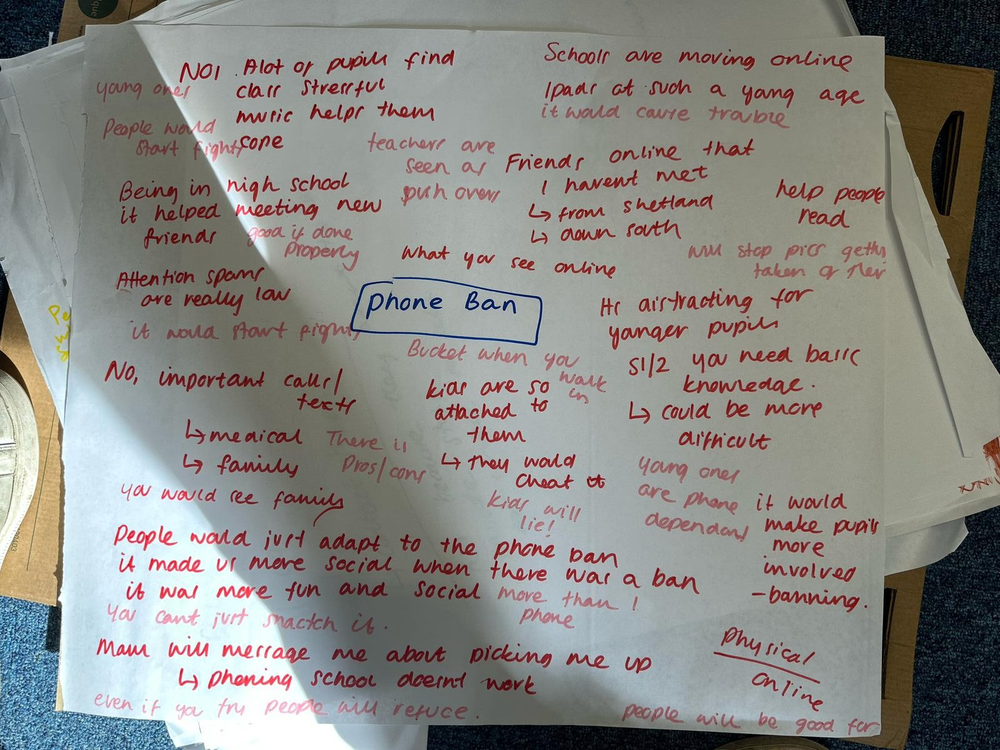 NO! A lot of pupils find
class stressful
music helps them
cope
young ones
People would
start fights
Schools are moving online
Ipads at such a young age
it would cause trouble
teachers are
seen as
push overs
Friends online that
I havent met
↳ from shetland
↳ down south
help people
read
Being in high school
it helped meeting new
friends
good if done
properly
What you see online
will stop pics getting
taken of
Attention spans
are really low
it would start fights
Phone Ban
Its distracting for
younger pupils
S1/2 you need basic
knowledge.
↳ could be more
difficult
Bucket when you
walk
in
No, important calls/
texts
↳ medical
↳ family
you would see family
There is
Pros/cons
kids are so
attached to
them
↳ they would
cheat it
kids will
lie!
young ones
are phone
dependant
it would
make pupils
more
involved
- banning.
People would just adapt to the phone ban
it made us more social when there was a ban
it was more fun and social more than !
phone
you cant just snactch it.
Mam will message me about picking me up
↳ phoning school doesnt work
even if you try people will refuce.
Physical
online
people will be good for
Pe